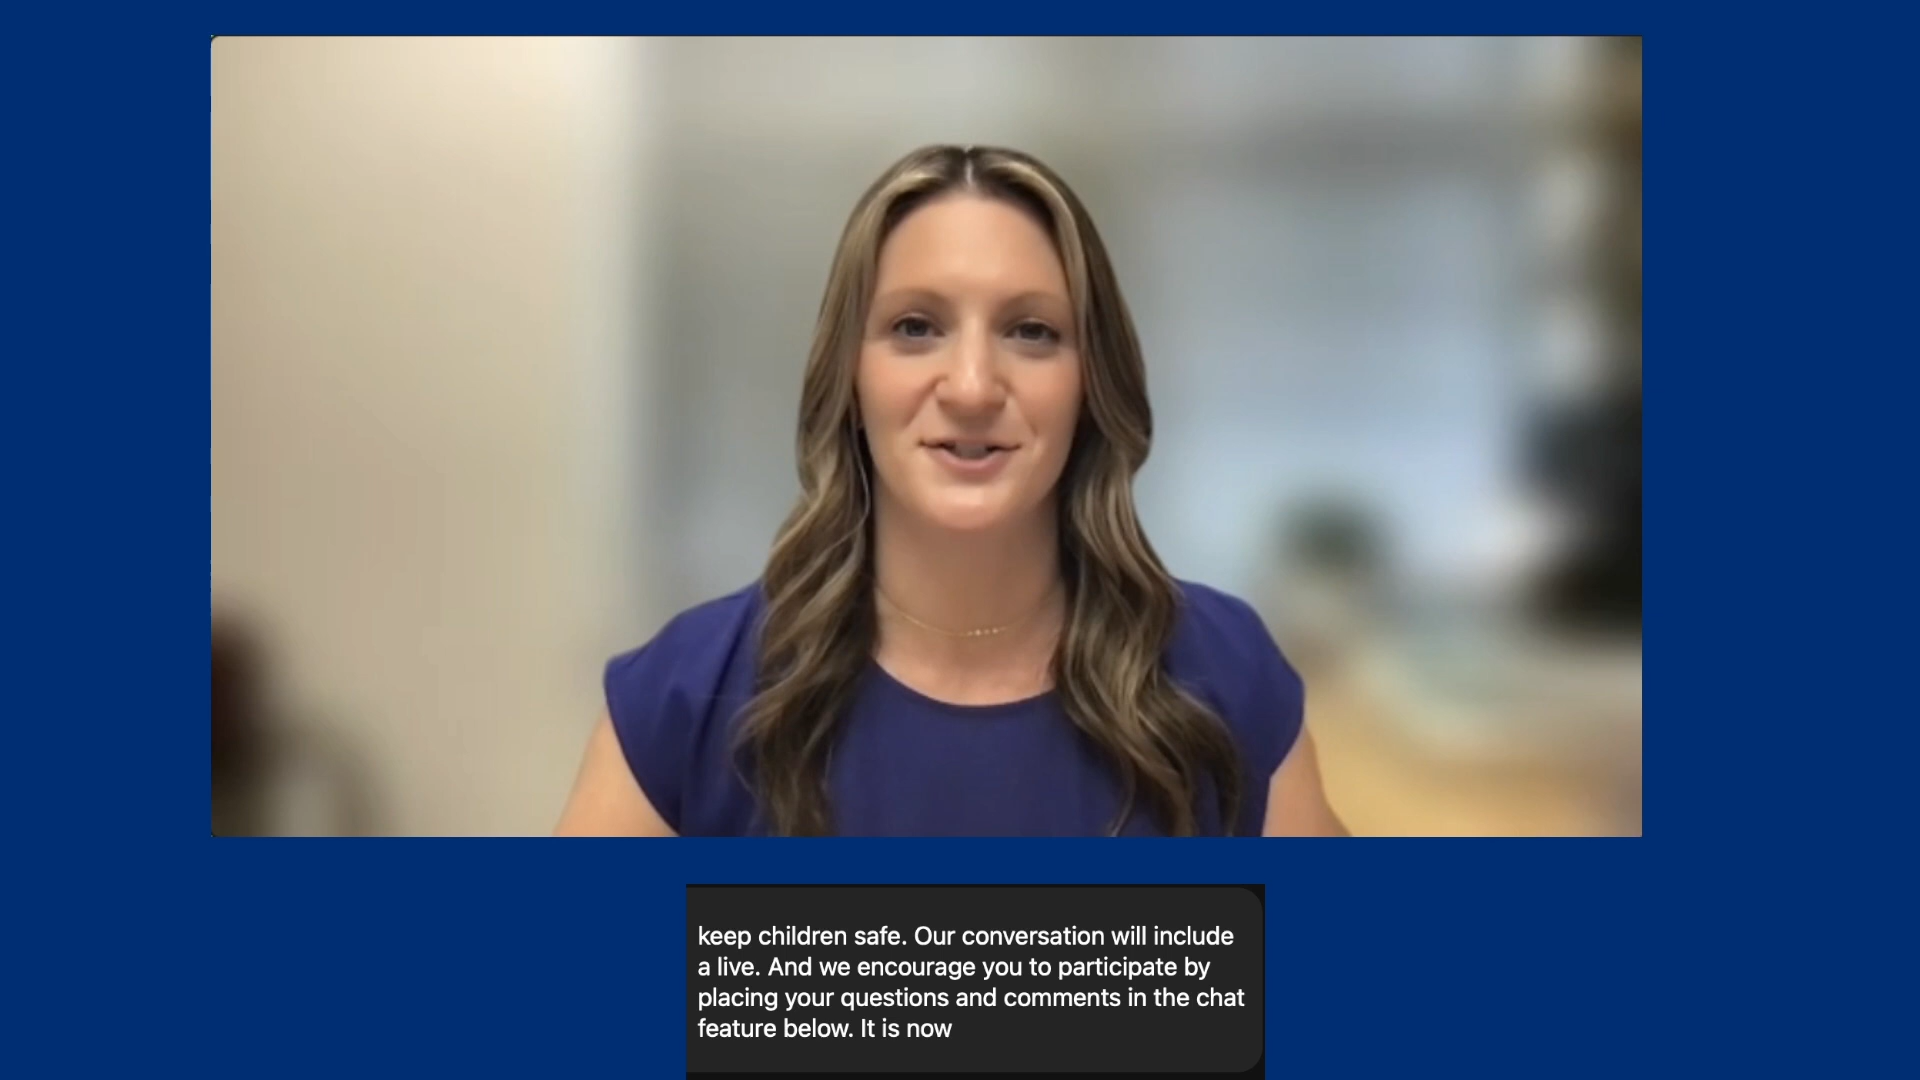 keep children safe. Our conversation will include
a live. And we encourage you to participate by
placing your questions and comments in the chat
feature below. It is now